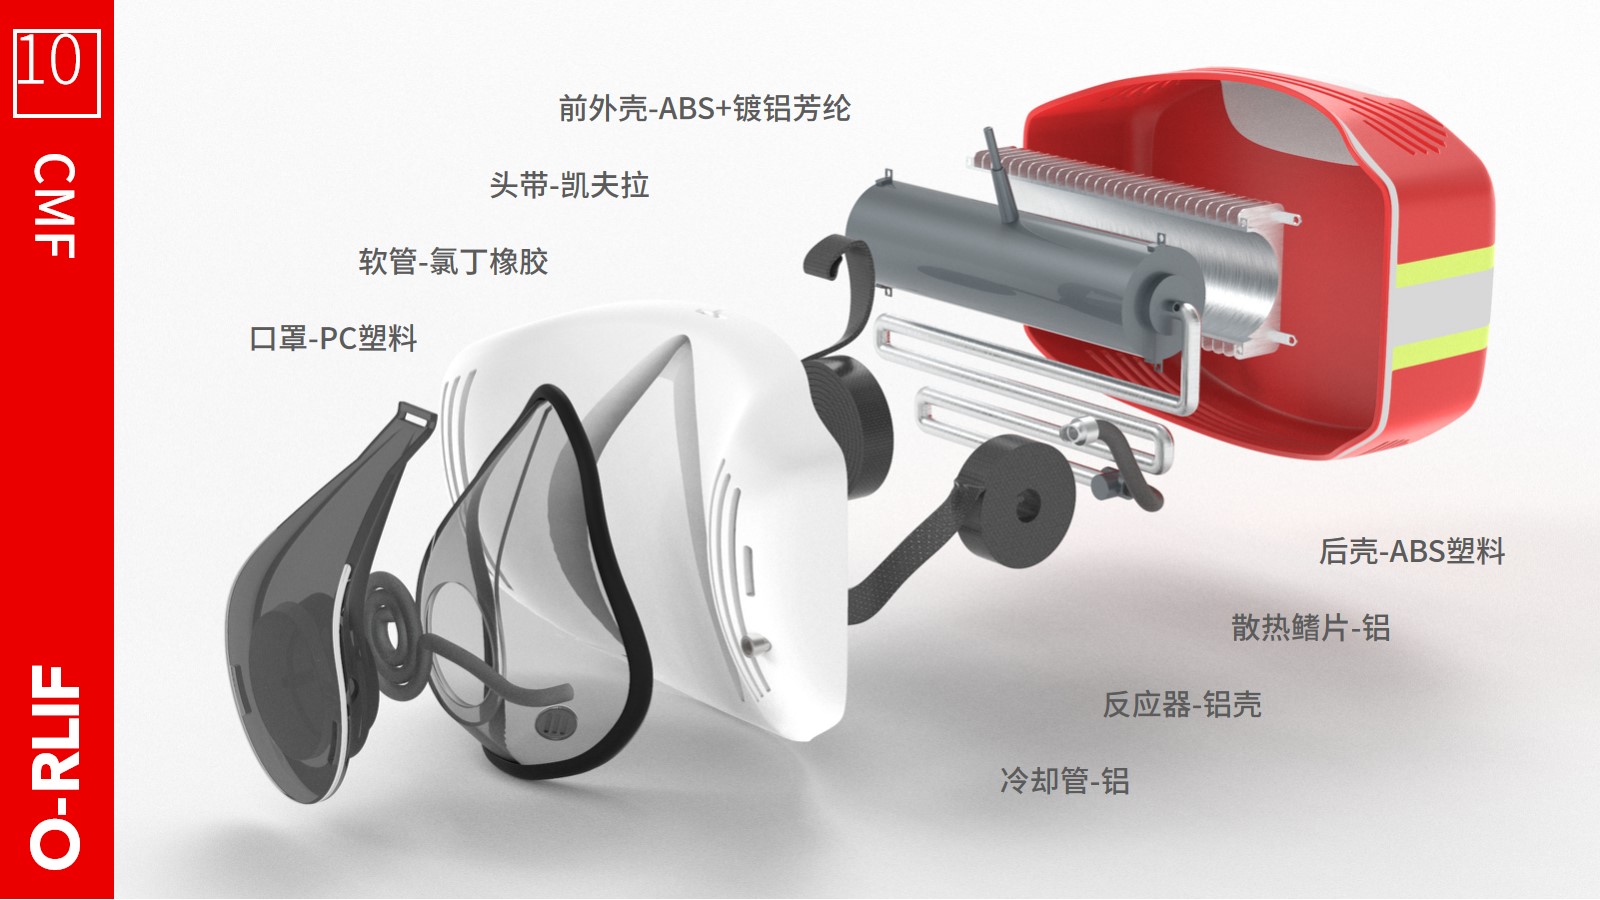 10
CMF
O-RLIF
前外壳-ABS+镀铝芳纶
头带-凯夫拉
软管-氯丁橡胶
口罩-PC塑料
后壳-ABS塑料
散热鳍片-铝
反应器-铝壳
冷却管-铝